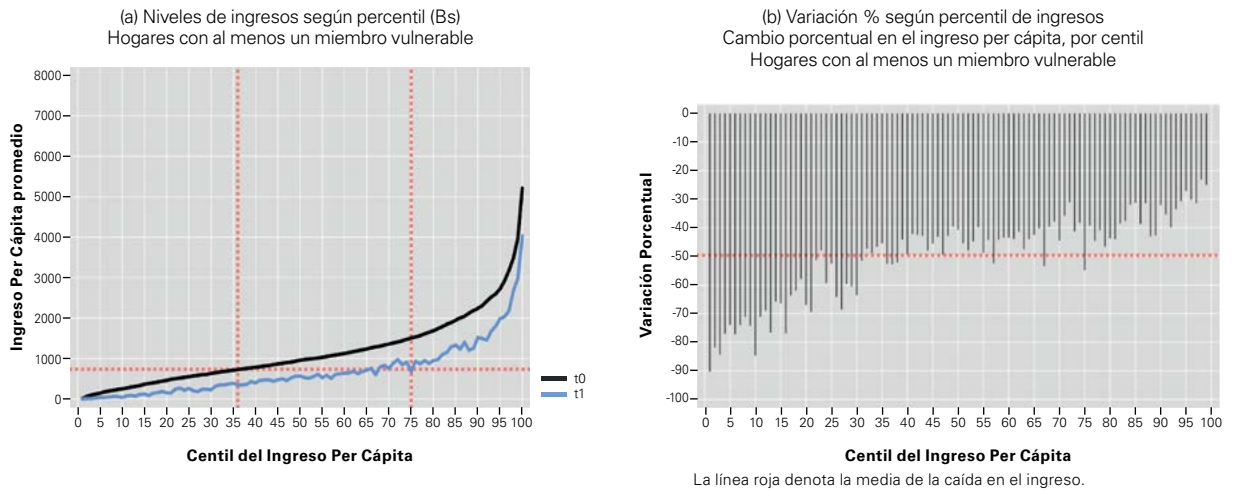 (a) Niveles de ingresos según percentil (Bs)
Hogares con al menos un miembro vulnerable
Ingreso Per Cápita promedio
8000
7000
6000
5000
4000
3000
2000
1000
0
0 5 10 15 20 25 30 35 40 45 50 55 60 65 70 75 80 85 90 95 100
Centil del Ingreso Per Cápita
t0
t1
(b) Variación % según percentil de ingresos
Cambio porcentual en el ingreso per cápita, por centil
Hogares con al menos un miembro vulnerable
Variación Porcentual
0
-10
-20
-30
-40
-50
-60
-70
-80
-90
-100
0 5 10 15 20 25 30 35 40 45 50 55 60 65 70 75 80 85 90 95 100
Centil del Ingreso Per Cápita
La línea roja denota la media de la caída en el ingreso.